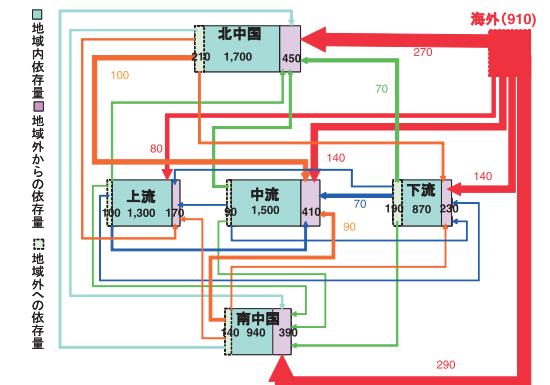 地域内依存量
地域外からの依存量
地域外への依存量
海外(910)
270
北中国
210 1,700 450
100
70
80
140
140
上流
100 1,300 170
中流
90 1,500 410
下流
190 870 230
70
90
南中国
140 940 390
290